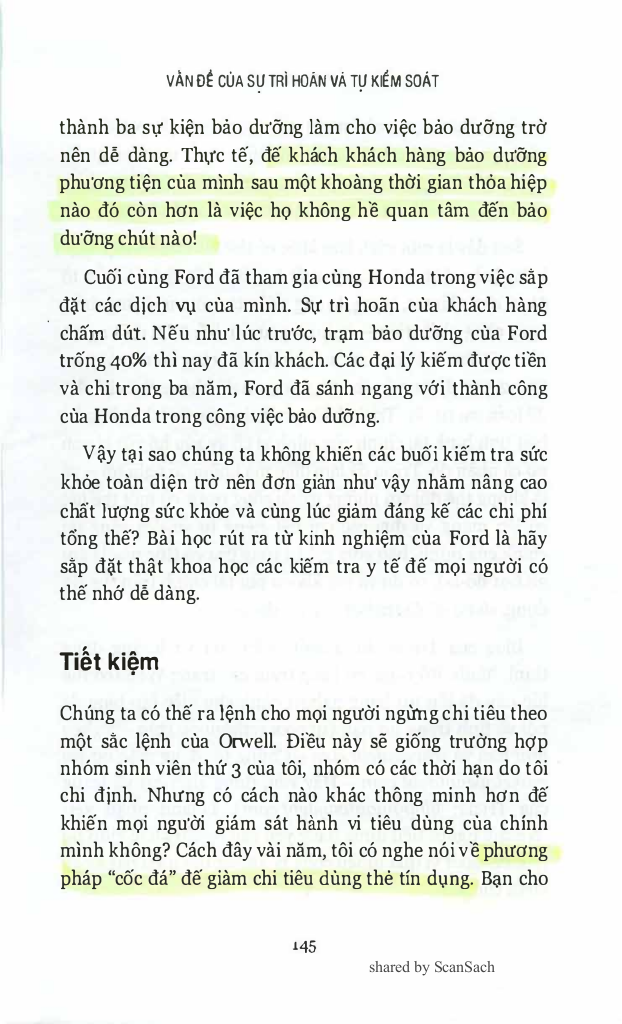 VẤN ĐỀ CỦA SỰ TRÌ HOÃN VÀ TỰ KIỂM SOÁT
thành ba sự kiện bảo dưỡng làm cho việc bảo dưỡng trở
nên dễ dàng. Thực tế, để khách khách hàng bảo dưỡng
phương tiện của mình sau một khoảng thời gian thỏa hiệp
nào đó còn hơn là việc họ không hề quan tâm đến bảo
dưỡng chút nào!
Cuối cùng Ford đã tham gia cùng Honda trong việc sắp
đặt các dịch vụ của mình. Sự trì hoãn của khách hàng
chấm dứt. Nếu như lúc trước, trạm bảo dưỡng của Ford
trống 40% thì nay đã kín khách. Các đại lý kiếm được tiền
và chỉ trong ba năm, Ford đã sánh ngang với thành công
của Honda trong công việc bảo dưỡng.
Vậy tại sao chúng ta không khiến các buổi kiểm tra sức
khỏe toàn diện trở nên đơn giản như vậy nhằm nâng cao
chất lượng sức khỏe và cùng lúc giảm đáng kể các chi phí
tổng thể? Bài học rút ra từ kinh nghiệm của Ford là hãy
sắp đặt thật khoa học các kiểm tra y tế để mọi người có
thể nhớ dễ dàng.
Tiết kiệm
Chúng ta có thể ra lệnh cho mọi người ngừng chi tiêu theo
một sắc lệnh của Orwell. Điều này sẽ giống trường hợp
nhóm sinh viên thứ 3 của tôi, nhóm có các thời hạn do tôi
chỉ định. Nhưng có cách nào khác thông minh hơn để
khiến mọi người giám sát hành vi tiêu dùng của chính
mình không? Cách đây vài năm, tôi có nghe nói về phương
pháp “cốc đá” để giảm chi tiêu dùng thẻ tín dụng. Bạn cho
145
shared by ScanSach